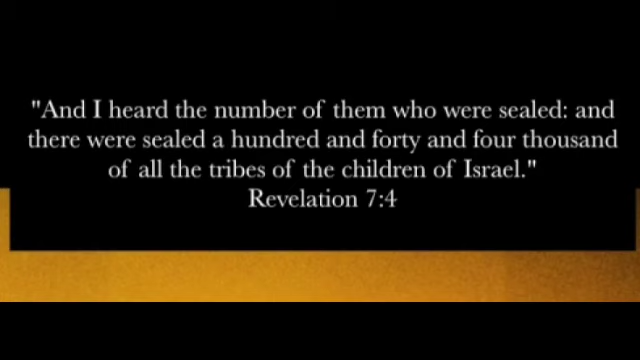 "And I heard the number of them who were sealed: and
there were sealed a hundred and forty and four thousand
of all the tribes of the children of Israel."
Revelation 7:4